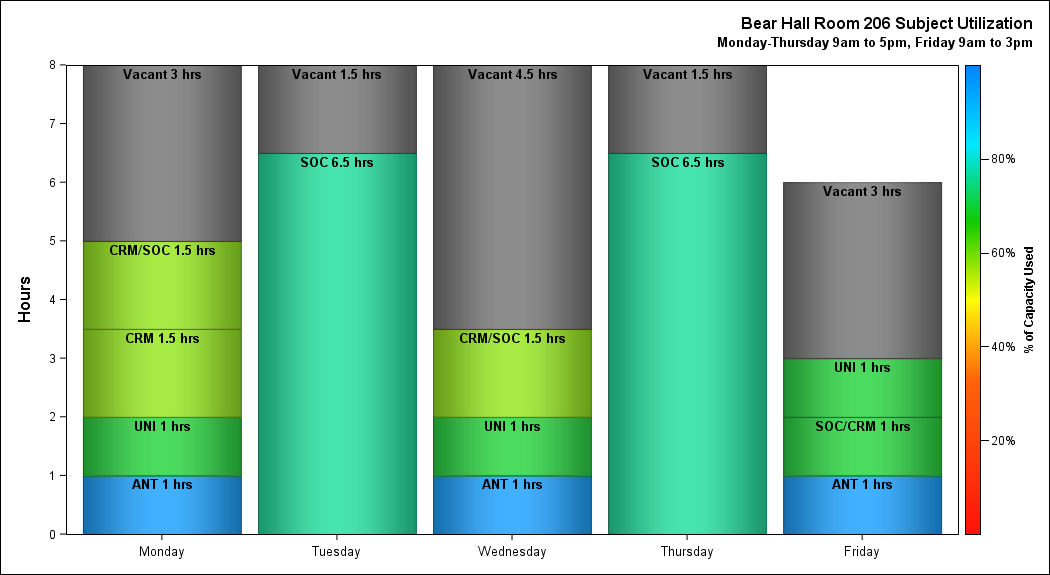 Bear Hall Room 206 Subject Utilization
Monday-Thursday 9am to 5pm, Friday 9am to 3pm
Hours
8
7
6
5
4
3
2
1
0
Vacant 3 hrs
CRM/SOC 1.5 hrs
CRM 1.5 hrs
UNI 1 hrs
ANT 1 hrs
Monday
Vacant 1.5 hrs
SOC 6.5 hrs
Tuesday
Vacant 4.5 hrs
CRM/SOC 1.5 hrs
UNI 1 hrs
ANT 1 hrs
Wednesday
Vacant 1.5 hrs
SOC 6.5 hrs
Thursday
Vacant 3 hrs
UNI 1 hrs
SOC/CRM 1 hrs
ANT 1 hrs
Friday
80%
60%
40%
20%
% of Capacity Used